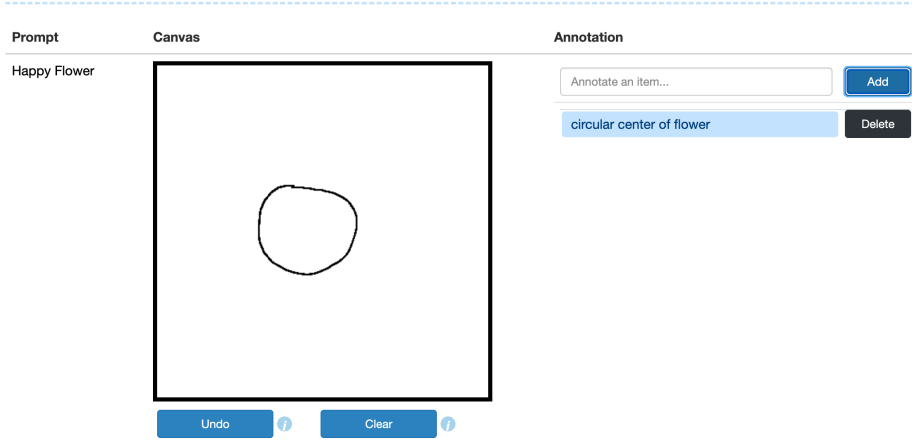 Prompt Canvas Annotation
Happy Flower
Annotate an item... Add
circular center of flower Delete
Undo i Clear i